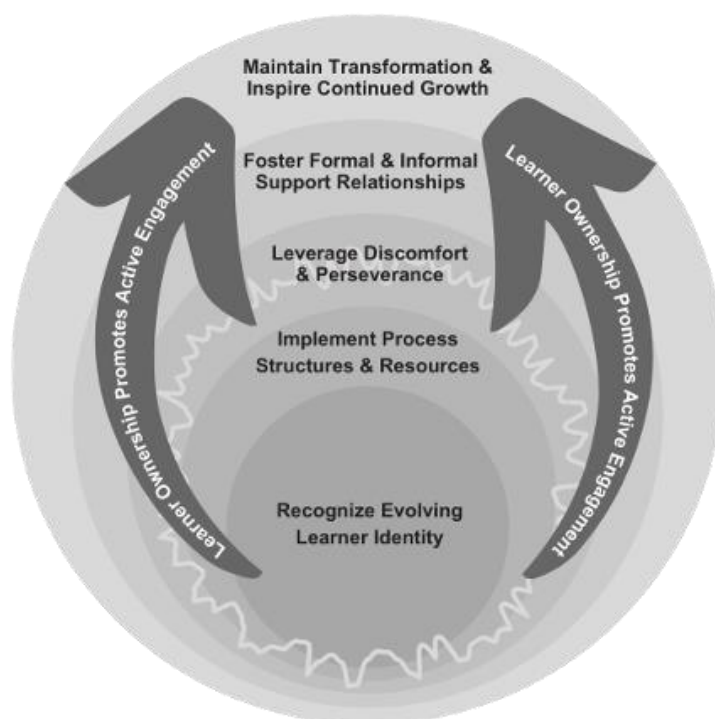 Maintain Transformation &
Inspire Continued Growth
Foster Formal & Informal
Support Relationships
Leverage Discomfort
& Perseverance
Implement Process
Structures & Resources
Recognize Evolving
Learner Identity
Learner Ownership Promotes Active Engagement
Learner Ownership Promotes Active Engagement